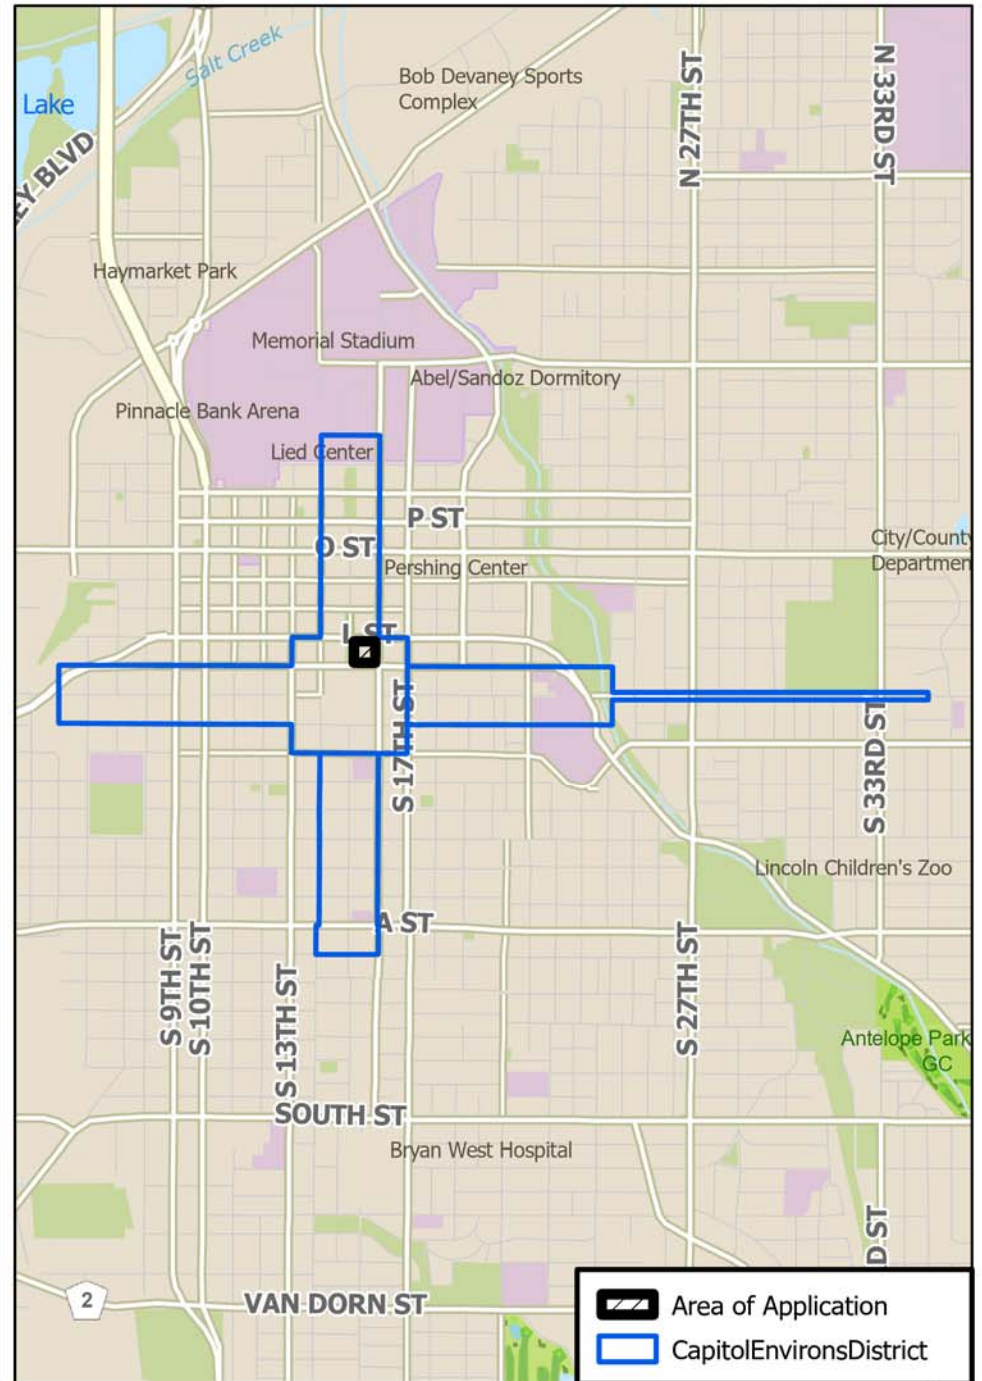 Salt Creek
Bob Devaney Sports
Complex
N 27TH ST
N 33RD ST
Lake
EY BLVD
Haymarket Park
Memorial Stadium
Abel/Sandoz Dormitory
Pinnacle Bank Arena
Lied Center
P ST
O ST
City/County
Departmen
Pershing Center
L ST
S 17TH ST
S 33RD ST
Lincoln Children's Zoo
A ST
S 9TH ST
S 10TH ST
S 13TH ST
S 27TH ST
Antelope Park
GC
SOUTH ST
Bryan West Hospital
D ST
2
VAN DORN ST
Area of Application
CapitolEnvironsDistrict